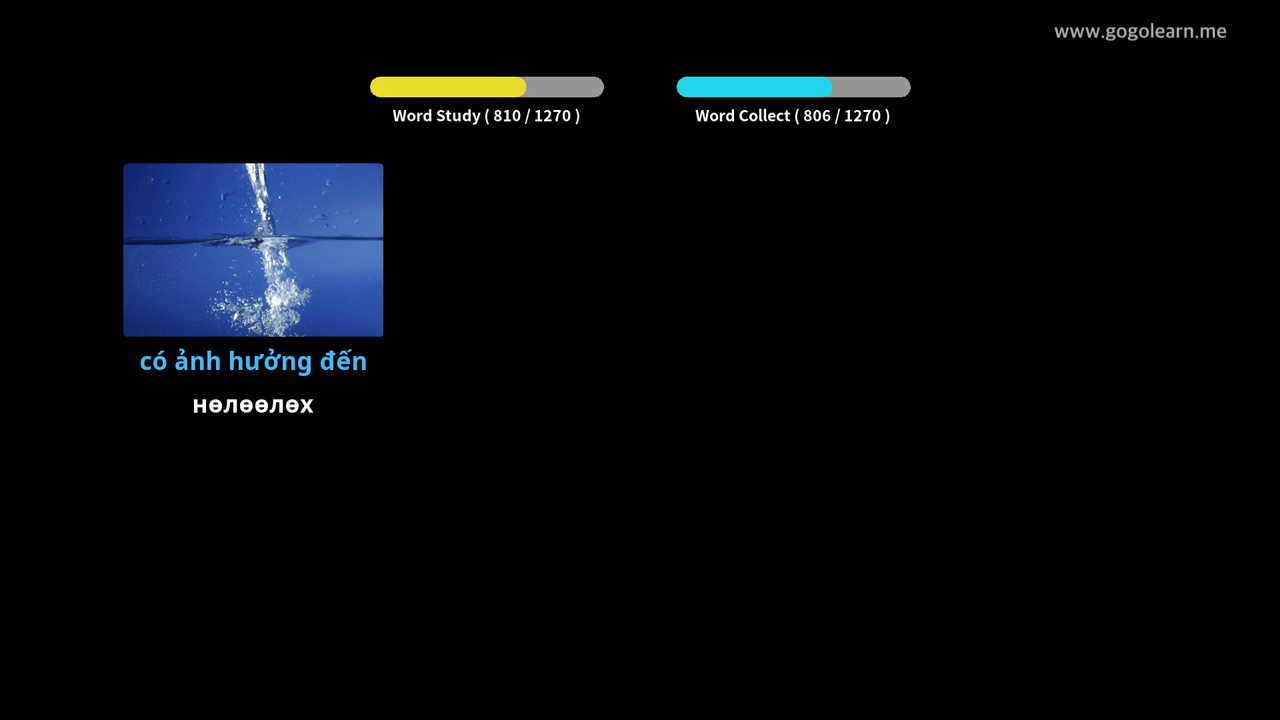 www.gogolearn.me
Word Study ( 810 / 1270 )
Word Collect ( 806 / 1270 )
có ảnh hưởng đến
нөлөөлөх